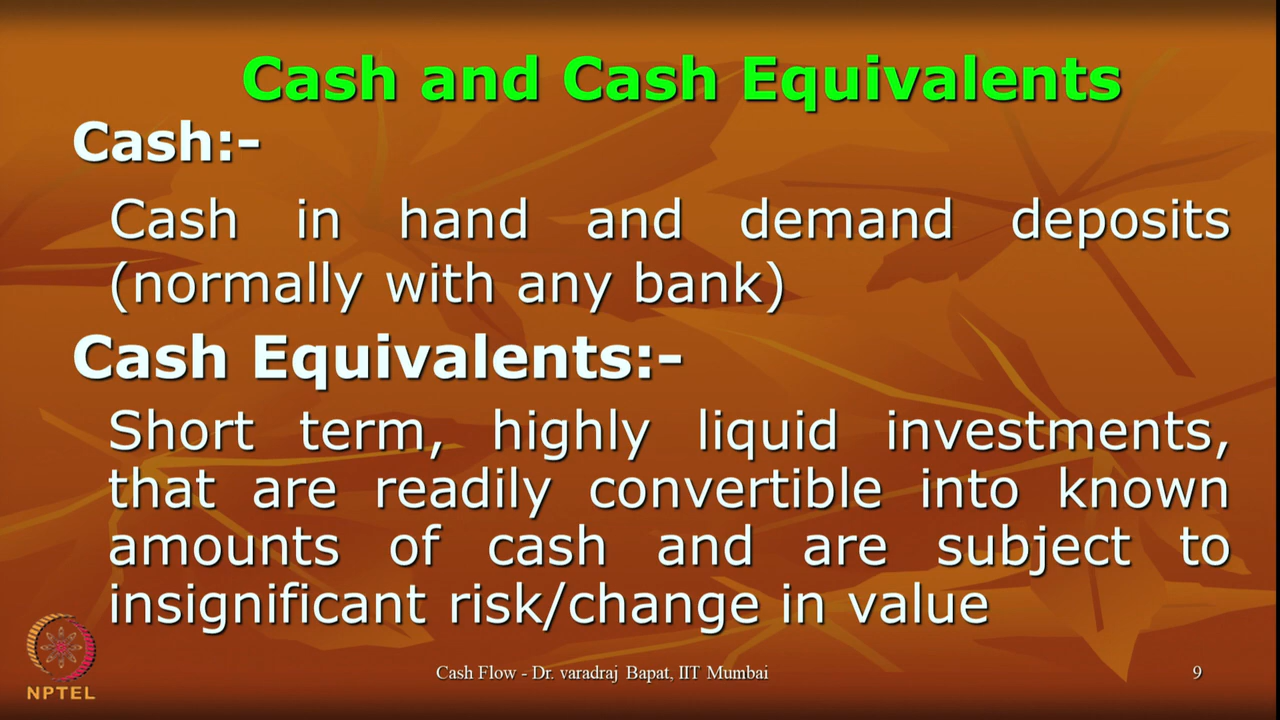 Cash and Cash Equivalents
Cash:-
Cash in hand and demand deposits
(normally with any bank)
Cash Equivalents:-
Short term, highly liquid investments,
that are readily convertible into known
amounts of cash and are subject to
insignificant risk/change in value
NPTEL
Cash Flow - Dr. varadraj Bapat, IIT Mumbai
9